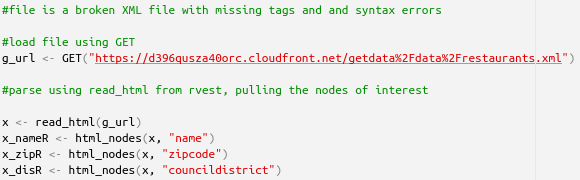 #file is a broken XML file with missing tags and and syntax errors
#load file using GET
g_url <- GET("https://d396qusza40orc.cloudfront.net/getdata%2Fdata%2Frestaurants.xml")
#parse using read_html from rvest, pulling the nodes of interest
x <- read_html(g_url)
x_nameR <- html_nodes(x, "name")
x_zipR <- html_nodes(x, "zipcode")
x_disR <- html_nodes(x, "councildistrict")